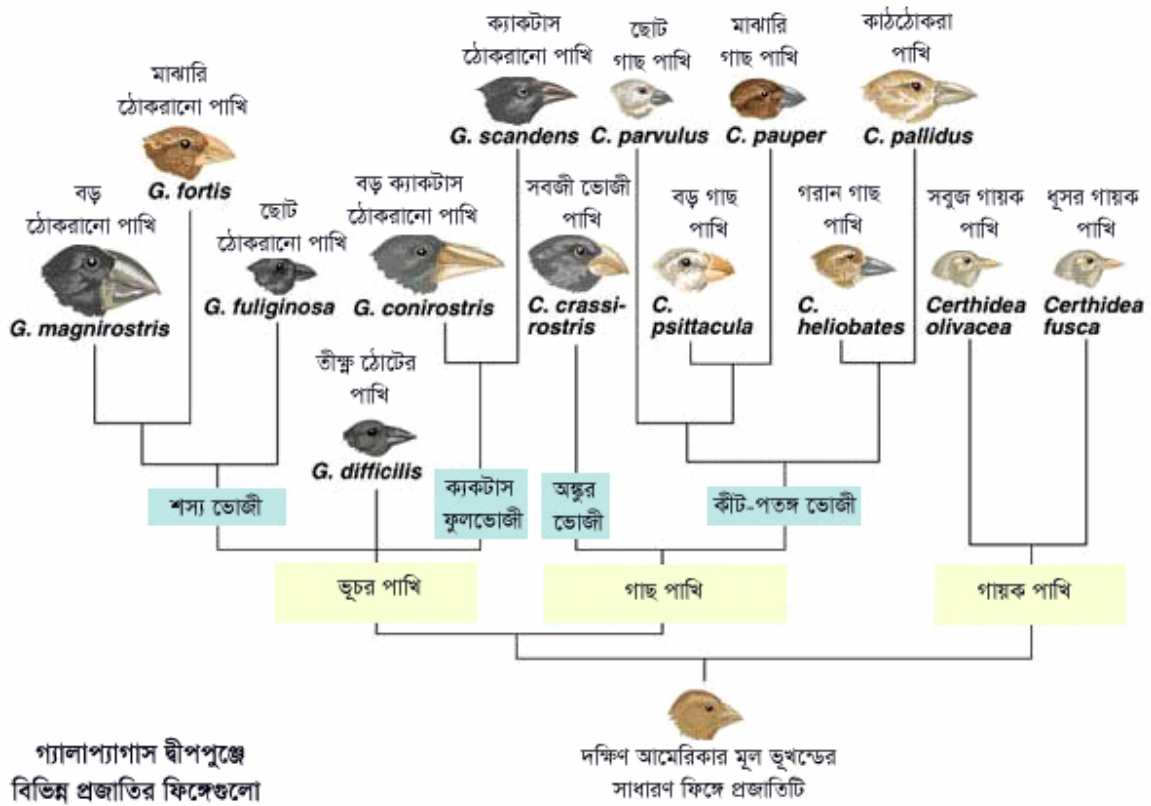 ক্যাকটাস
ঠোকরানো পাখি
G. scandens
ছোট
গাছ পাখি
C. parvulus
মাঝারি
গাছ পাখি
C. pauper
কাঠঠোকরা
পাখি
C. pallidus
মাঝারি
ঠোকরানো পাখি
G. fortis
বড়
ঠোকরানো পাখি
G. magnirostris
ছোট
ঠোকরানো পাখি
G. fuliginosa
বড় ক্যাকটাস
ঠোকরানো পাখি
G. conirostris
সবজী ভোজী
পাখি
C. crassi-
rostris
বড় গাছ
পাখি
C.
psittacula
গরান গাছ
পাখি
C.
heliobates
সবুজ গায়ক
পাখি
Certhidea
olivacea
ধূসর গায়ক
পাখি
Certhidea
fusca
তীক্ষ্ণ ঠোটের
পাখি
G. difficilis
শস্য ভোজী
ক্যকটাস
ফুলভোজী
অঙ্কুর
ভোজী
কীট-পতঙ্গ ভোজী
ভূচর পাখি
গাছ পাখি
গায়ক পাখি
গ্যালাপ্যাগাস দ্বীপপুঞ্জে
বিভিন্ন প্রজাতির ফিঙ্গেগুলো
দক্ষিণ আমেরিকার মূল ভূখন্ডের
সাধারণ ফিঙ্গে প্রজাতিটি